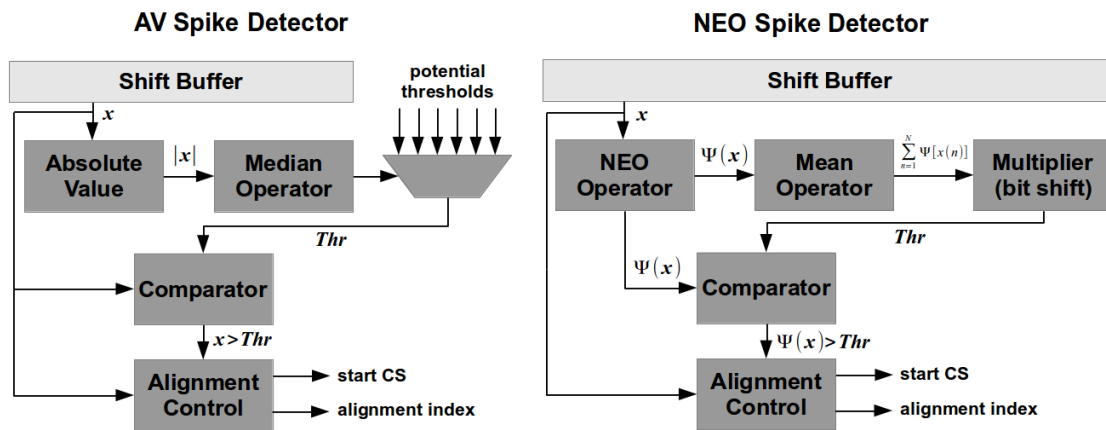 AV Spike Detector
Shift Buffer
potential
thresholds
x
Absolute
Value
|x|
Median
Operator
Thr
Comparator
x>Thr
Alignment
Control
start CS
alignment index
NEO Spike Detector
Shift Buffer
x
NEO
Operator
Ψ(x)
Mean
Operator
∑_{n=1}^{N} Ψ[x(n)]
Multiplier
(bit shift)
Thr
Ψ(x)
Comparator
Ψ(x)>Thr
Alignment
Control
start CS
alignment index